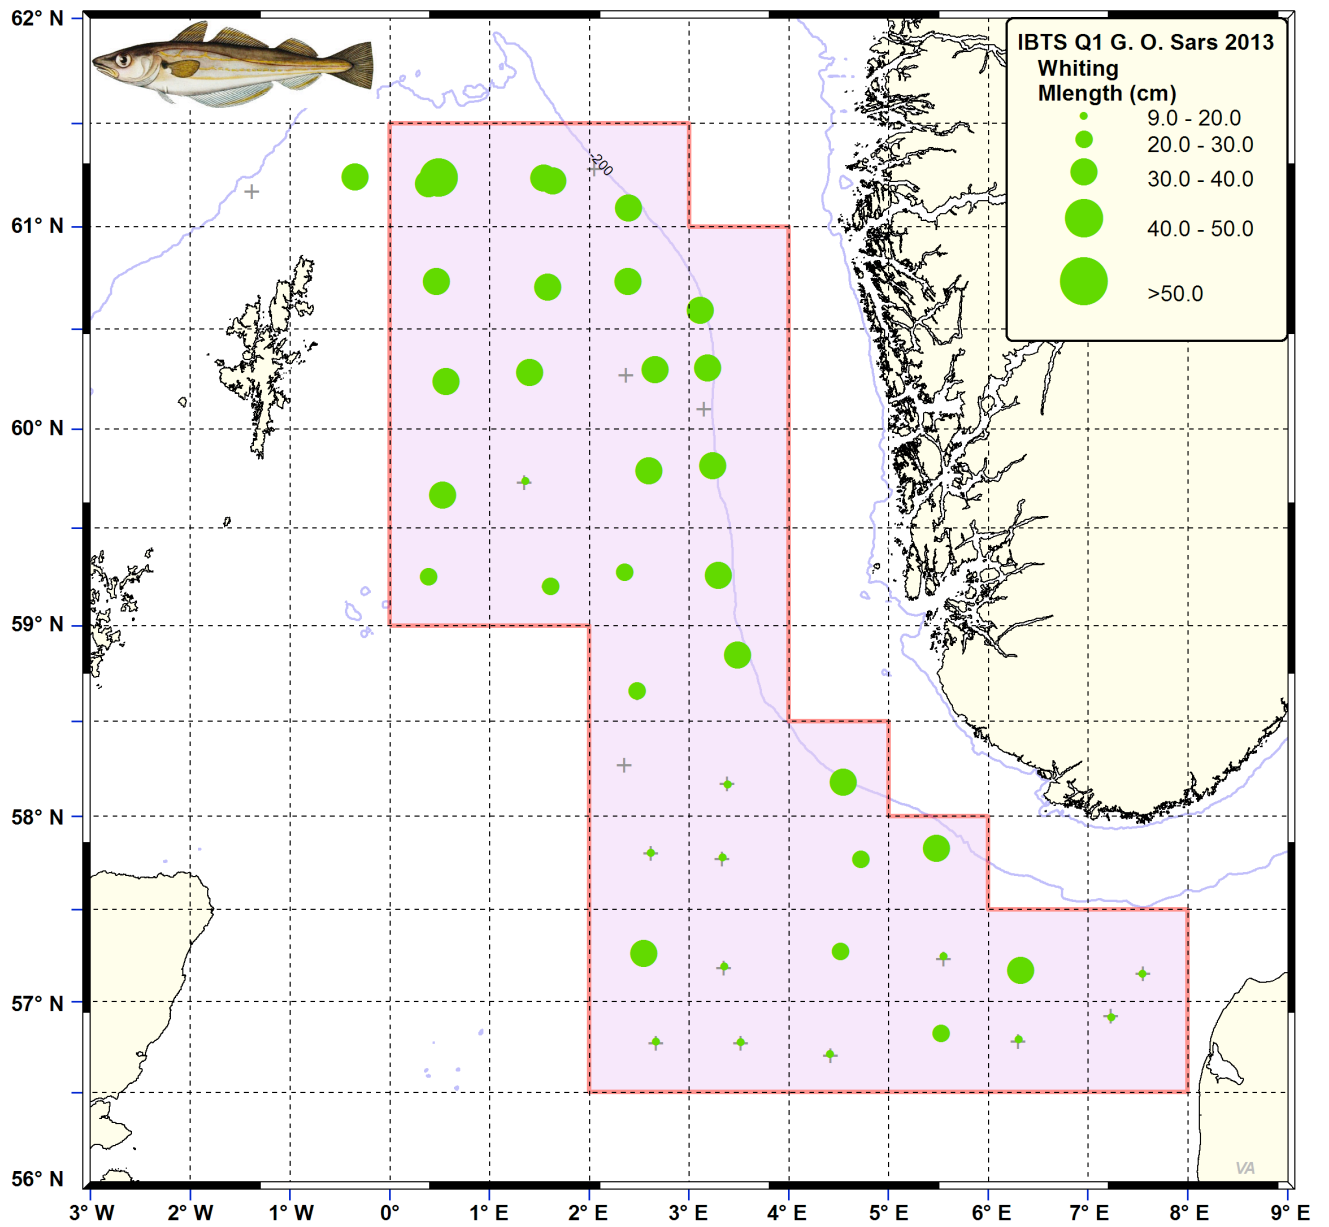 62° N
61° N
60° N
59° N
58° N
57° N
56° N
IBTS Q1 G. O. Sars 2013
Whiting
Mlength (cm)
9.0 - 20.0
20.0 - 30.0
30.0 - 40.0
40.0 - 50.0
>50.0
-200
VA
3° W
2° W
1° W
0°
1° E
2° E
3° E
4° E
5° E
6° E
7° E
8° E
9° E